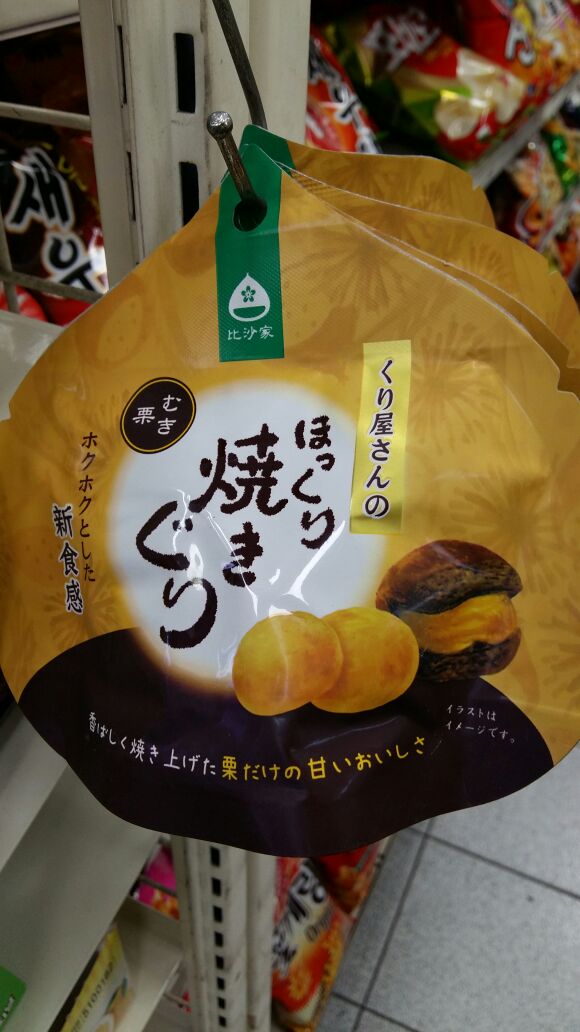 比沙家
くり屋さんの
ほっくり
焼き
ぐり
むき
栗
ホクホクとした
新食感
香ばしく焼き上げた栗だけの甘いおいしさ
イラストは
イメージです。
새우